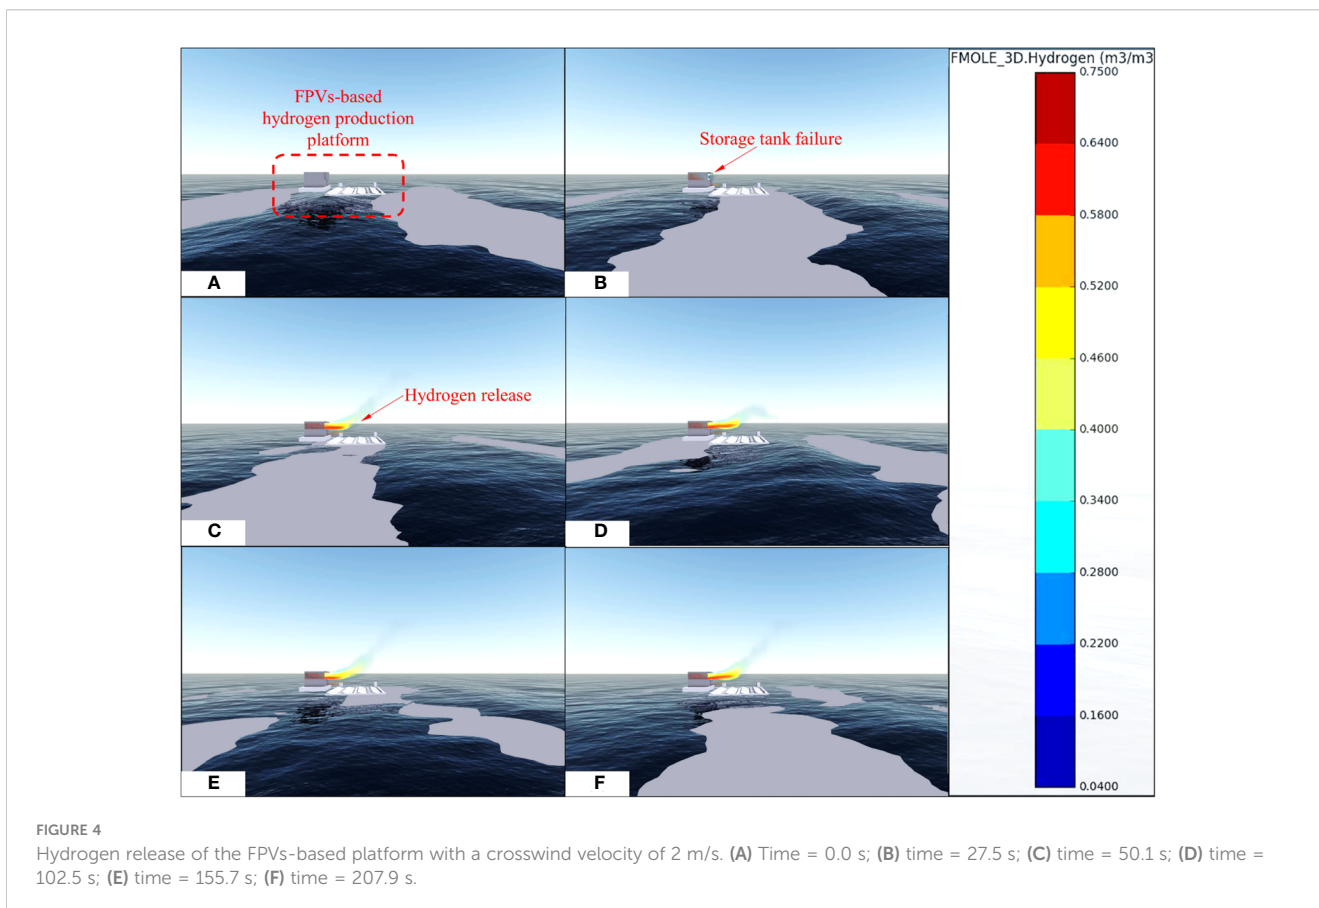 FPVs-based
hydrogen production
platform
A
Storage tank failure
B
Hydrogen release
C
D
E
F
FMOLE_3D.Hydrogen (m3/m3
0.7500
0.6400
0.5800
0.5200
0.4600
0.4000
0.3400
0.2800
0.2200
0.1600
0.0400
FIGURE 4
Hydrogen release of the FPVs-based platform with a crosswind velocity of 2 m/s. (A) Time = 0.0 s; (B) time = 27.5 s; (C) time = 50.1 s; (D) time =
102.5 s; (E) time = 155.7 s; (F) time = 207.9 s.